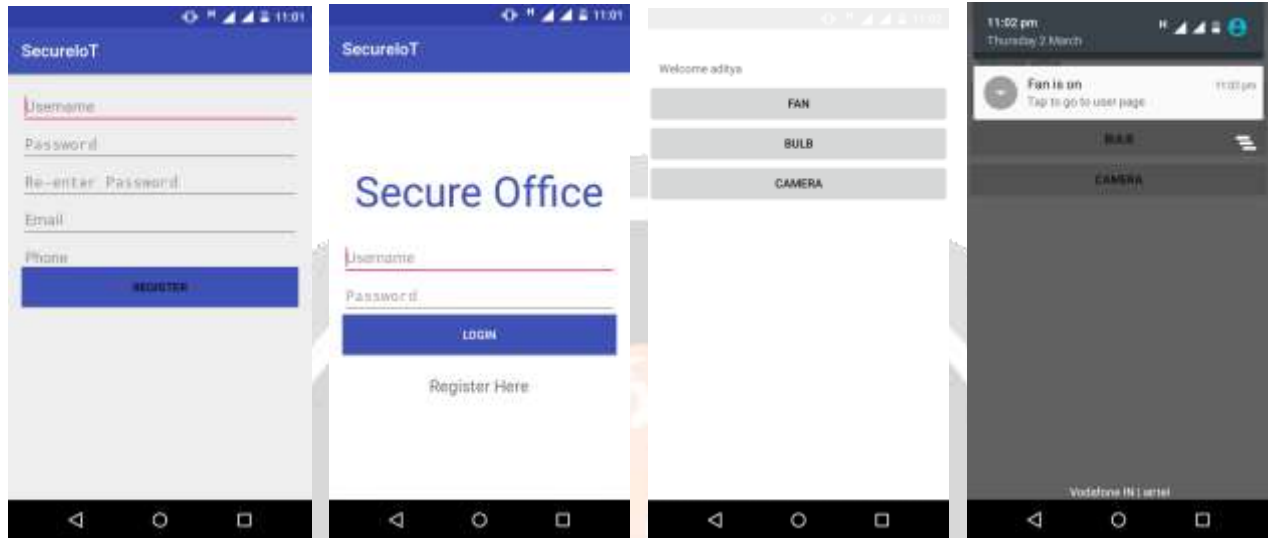 11:01
SecureIoT
Username
Password
Re-enter Password
Email
Phone
REGISTER
11:01
SecureIoT
Secure Office
Username
Password
LOGIN
Register Here
Welcome aditya
FAN
BULB
CAMERA
11:02 pm
Thursday 2 March
Fan is on
11:02 pm
Tap to go to user page
BULB
CAMERA
Vodafone IN | airtel